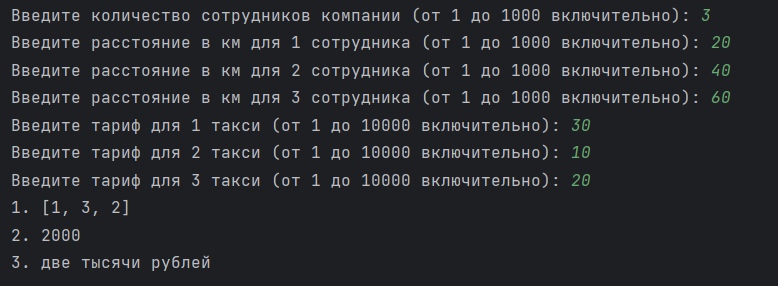 Введите количество сотрудников компании (от 1 до 1000 включительно): 3
Введите расстояние в км для 1 сотрудника (от 1 до 1000 включительно): 20
Введите расстояние в км для 2 сотрудника (от 1 до 1000 включительно): 40
Введите расстояние в км для 3 сотрудника (от 1 до 1000 включительно): 60
Введите тариф для 1 такси (от 1 до 10000 включительно): 30
Введите тариф для 2 такси (от 1 до 10000 включительно): 10
Введите тариф для 3 такси (от 1 до 10000 включительно): 20
1. [1, 3, 2]
2. 2000
3. две тысячи рублей